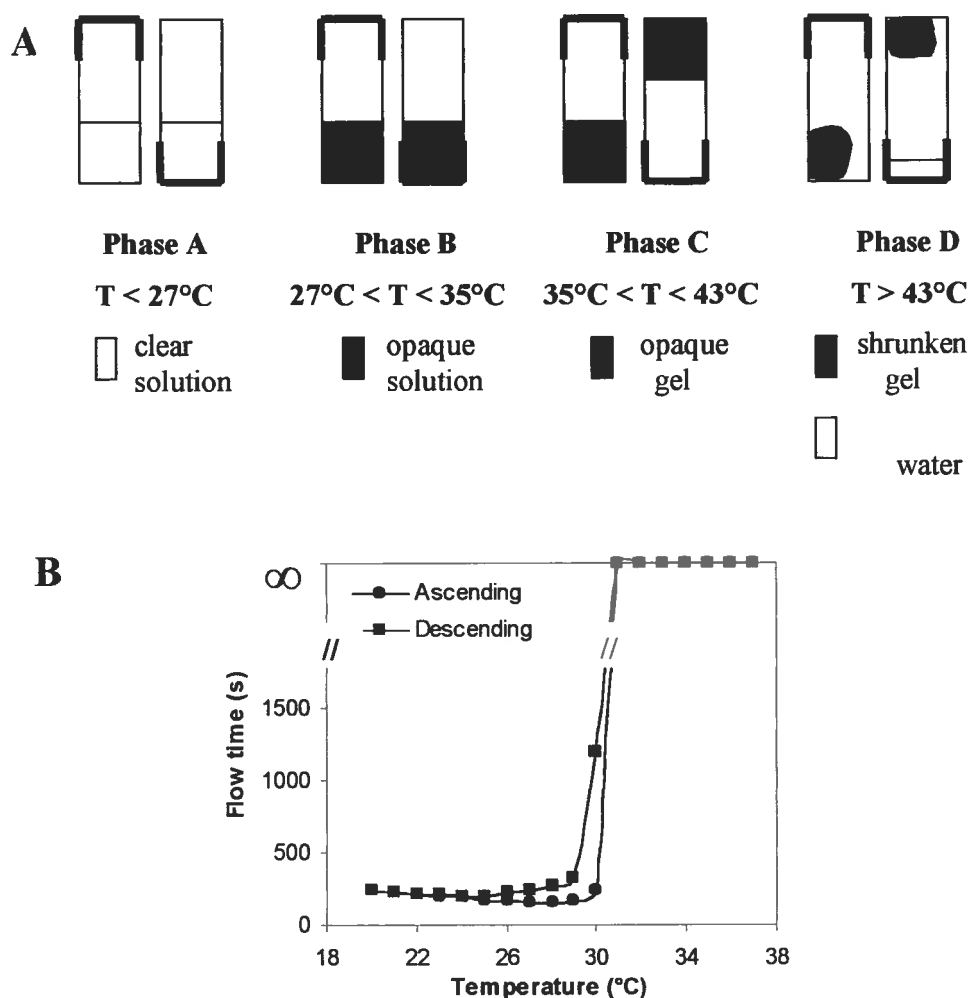 A
Phase A
Phase B
Phase C
Phase D
T < 27°C
27°C < T < 35°C
35°C < T < 43°C
T > 43°C
clear
solution
opaque
solution
opaque
gel
shrunken
gel
water
B
∞
Ascending
Descending
//
//
Flow time (s)
1500
1000
500
0
18
22
26
30
34
38
Temperature (°C)